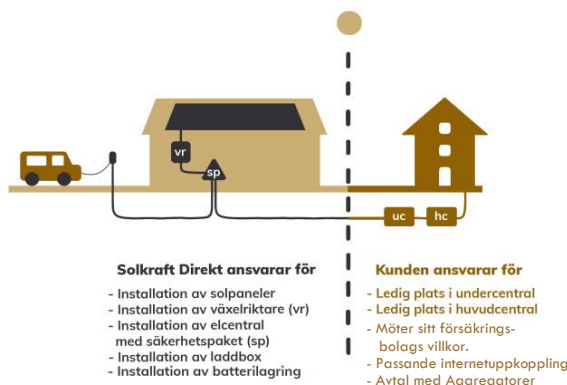 vr
sp
uc
hc
Solkraft Direkt ansvarar för
- Installation av solpaneler
- Installation av växelriktare (vr)
- Installation av elcentral
med säkerhetspaket (sp)
- Installation av laddbox
- Installation av batterilagring
Kunden ansvarar för
- Ledig plats i undercentral
- Ledig plats i huvudcentral
- Möter sitt försäkrings-
bolags villkor.
- Passande internetuppkoppling
- Avtal med Aggregatorer